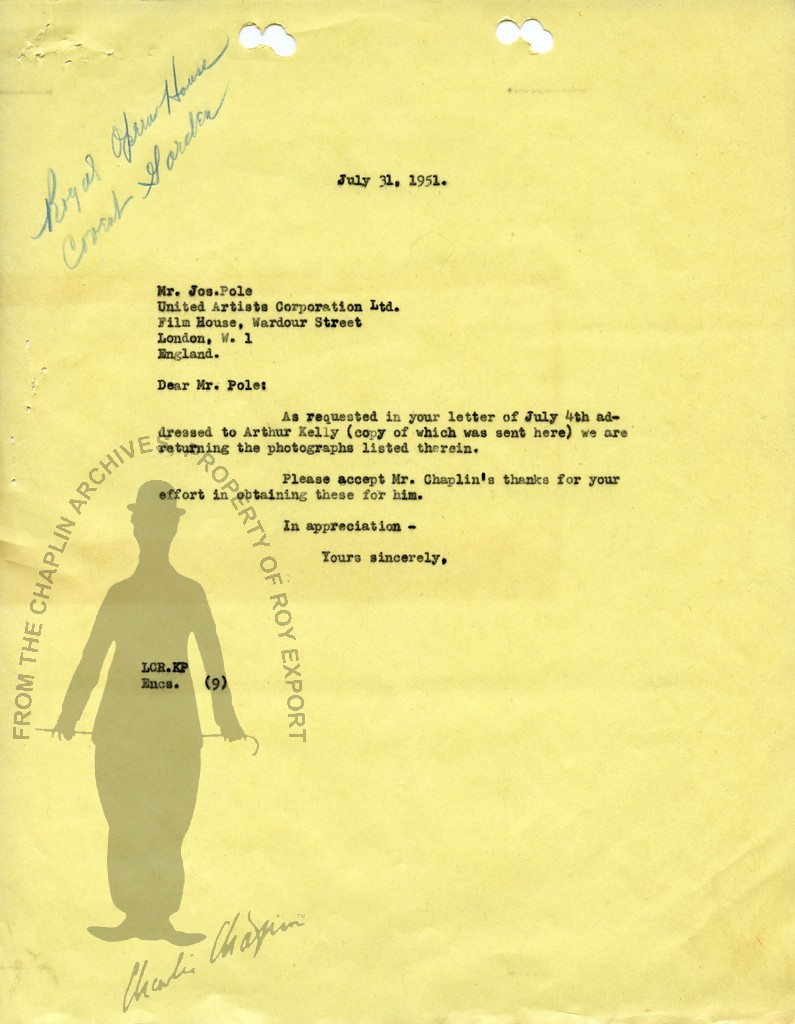 Royal Opera House
Covent Garden
July 31, 1951.
Mr. Jos.Pole
United Artists Corporation Ltd.
Film House, Wardour Street
London, W. 1
England.
Dear Mr. Pole:
As requested in your letter of July 4th ad-
dressed to Arthur Kelly (copy of which was sent here) we are
returning the photographs listed therein.
Please accept Mr. Chaplin's thanks for your
effort in obtaining these for him.
In appreciation -
Yours sincerely,
LCR.KP
Encs. (9)
FROM THE CHAPLIN ARCHIVES PROPERTY OF ROY EXPORT
Charlie Chaplin